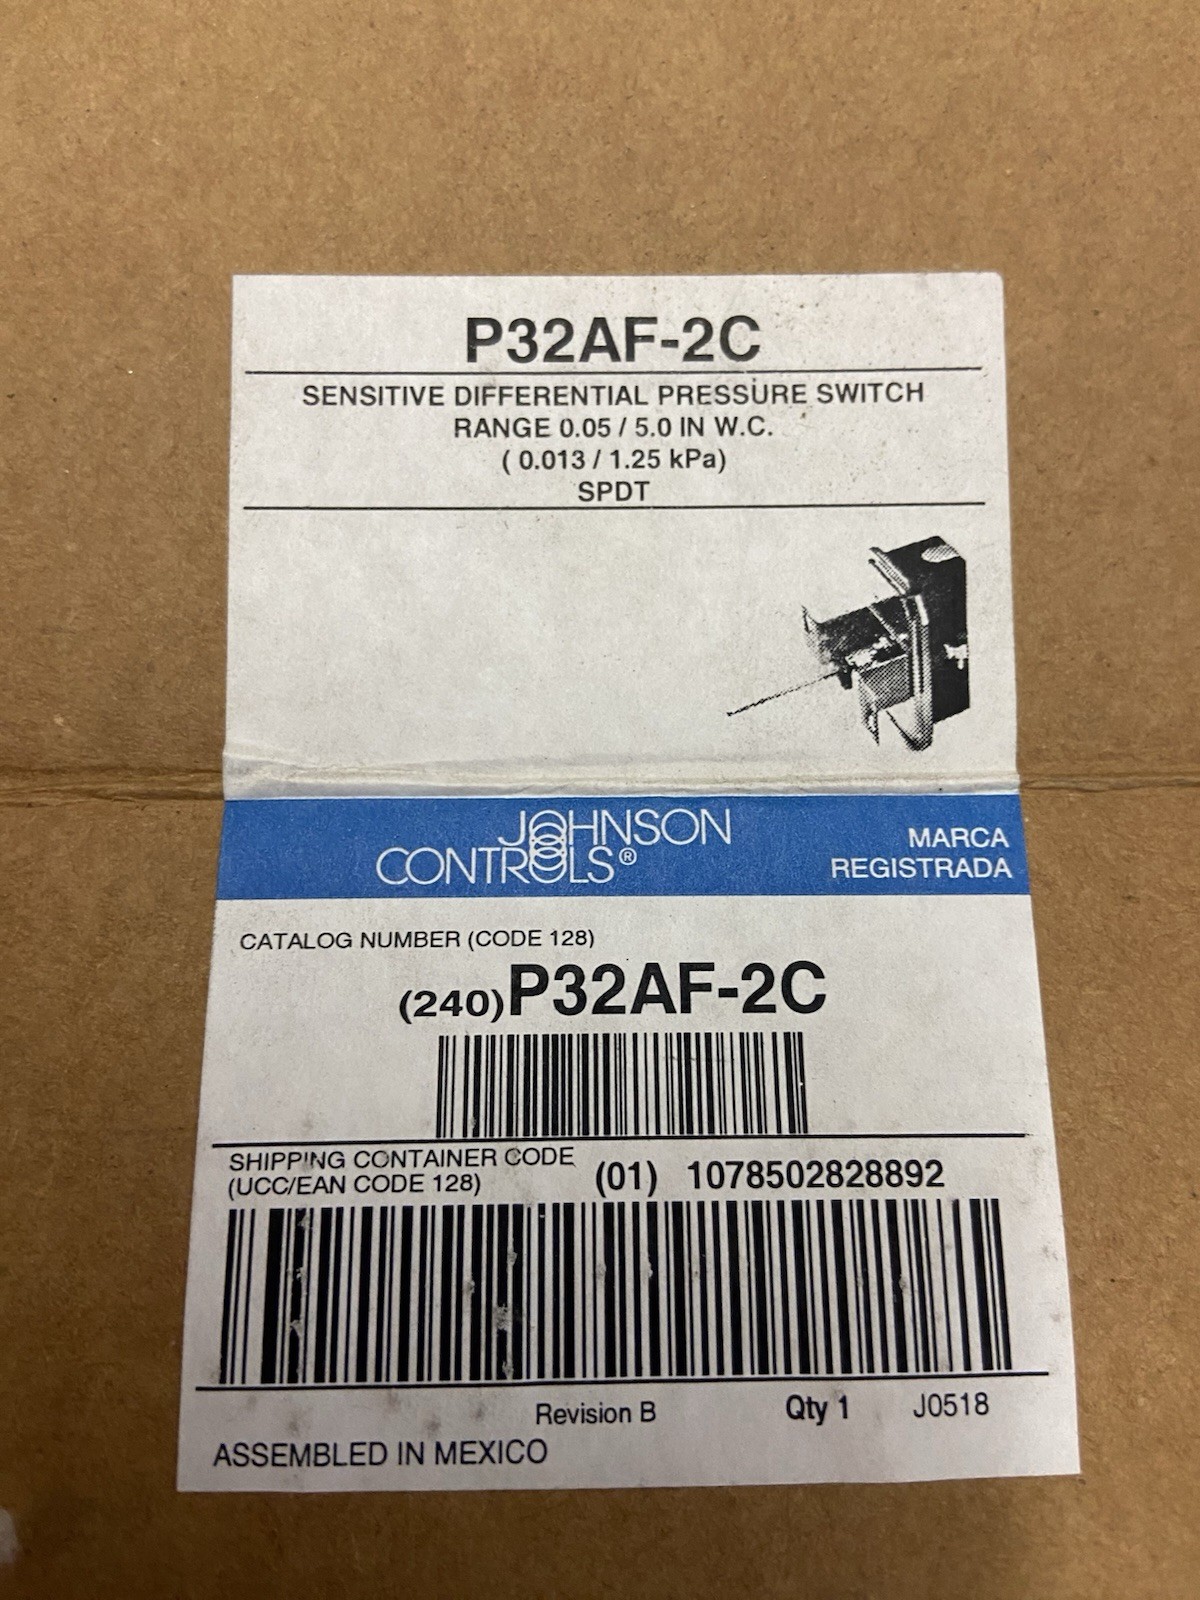 P32AF-2C
SENSITIVE DIFFERENTIAL PRESSURE SWITCH
RANGE 0.05 / 5.0 IN W.C.
( 0.013 / 1.25 kPa)
SPDT
JOHNSON
CONTROLS®
MARCA
REGISTRADA
CATALOG NUMBER (CODE 128)
(240)P32AF-2C
SHIPPING CONTAINER CODE
(UCC/EAN CODE 128)
(01) 1078502828892
Revision B Qty 1 J0518
ASSEMBLED IN MEXICO